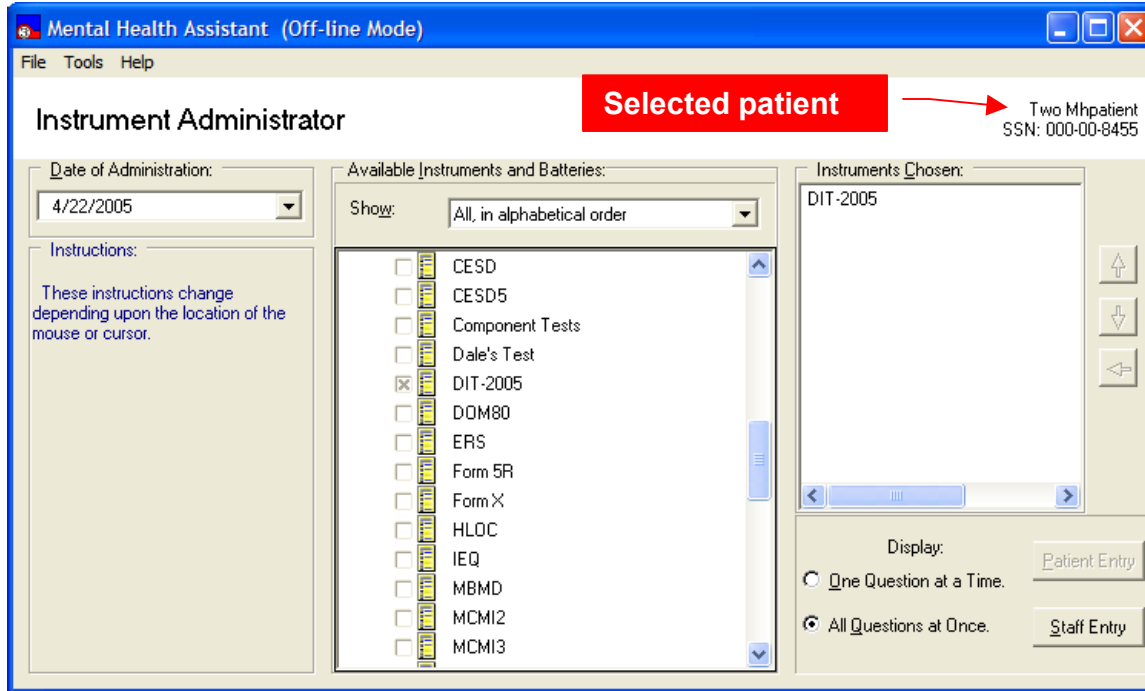 Mental Health Assistant (Off-line Mode)
File Tools Help
Instrument Administrator
Selected patient
Two Mhpatient
SSN: 000-00-8455
Date of Administration:
4/22/2005
Instructions:
These instructions change
depending upon the location of the
mouse or cursor.
Available Instruments and Batteries:
Show:
All, in alphabetical order
CESD
CESD5
Component Tests
Dale's Test
DIT-2005
DOM80
ERS
Form 5R
Form X
HLOC
IEQ
MBMD
MCMI2
MCMI3
Instruments Chosen:
DIT-2005
Display:
One Question at a Time.
All Questions at Once.
Patient Entry
Staff Entry